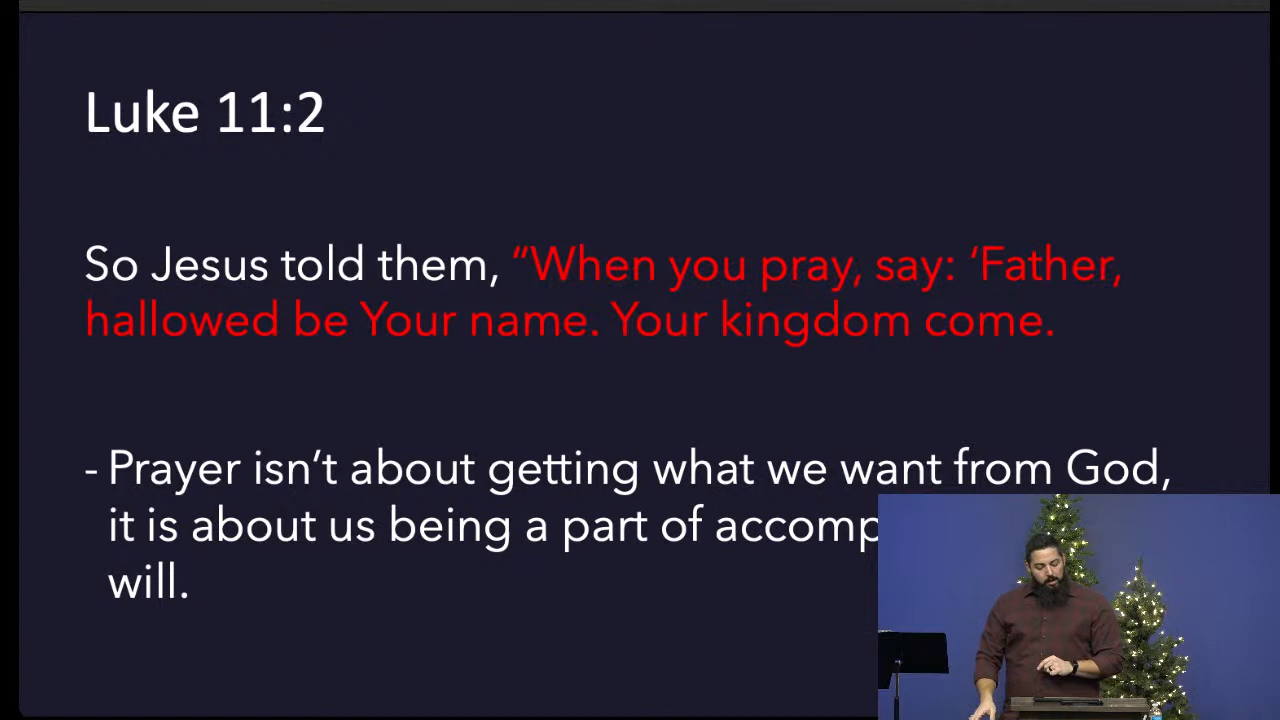 Luke 11:2
So Jesus told them, “When you pray, say: ‘Father,
hallowed be Your name. Your kingdom come.
- Prayer isn’t about getting what we want from God,
it is about us being a part of
will.